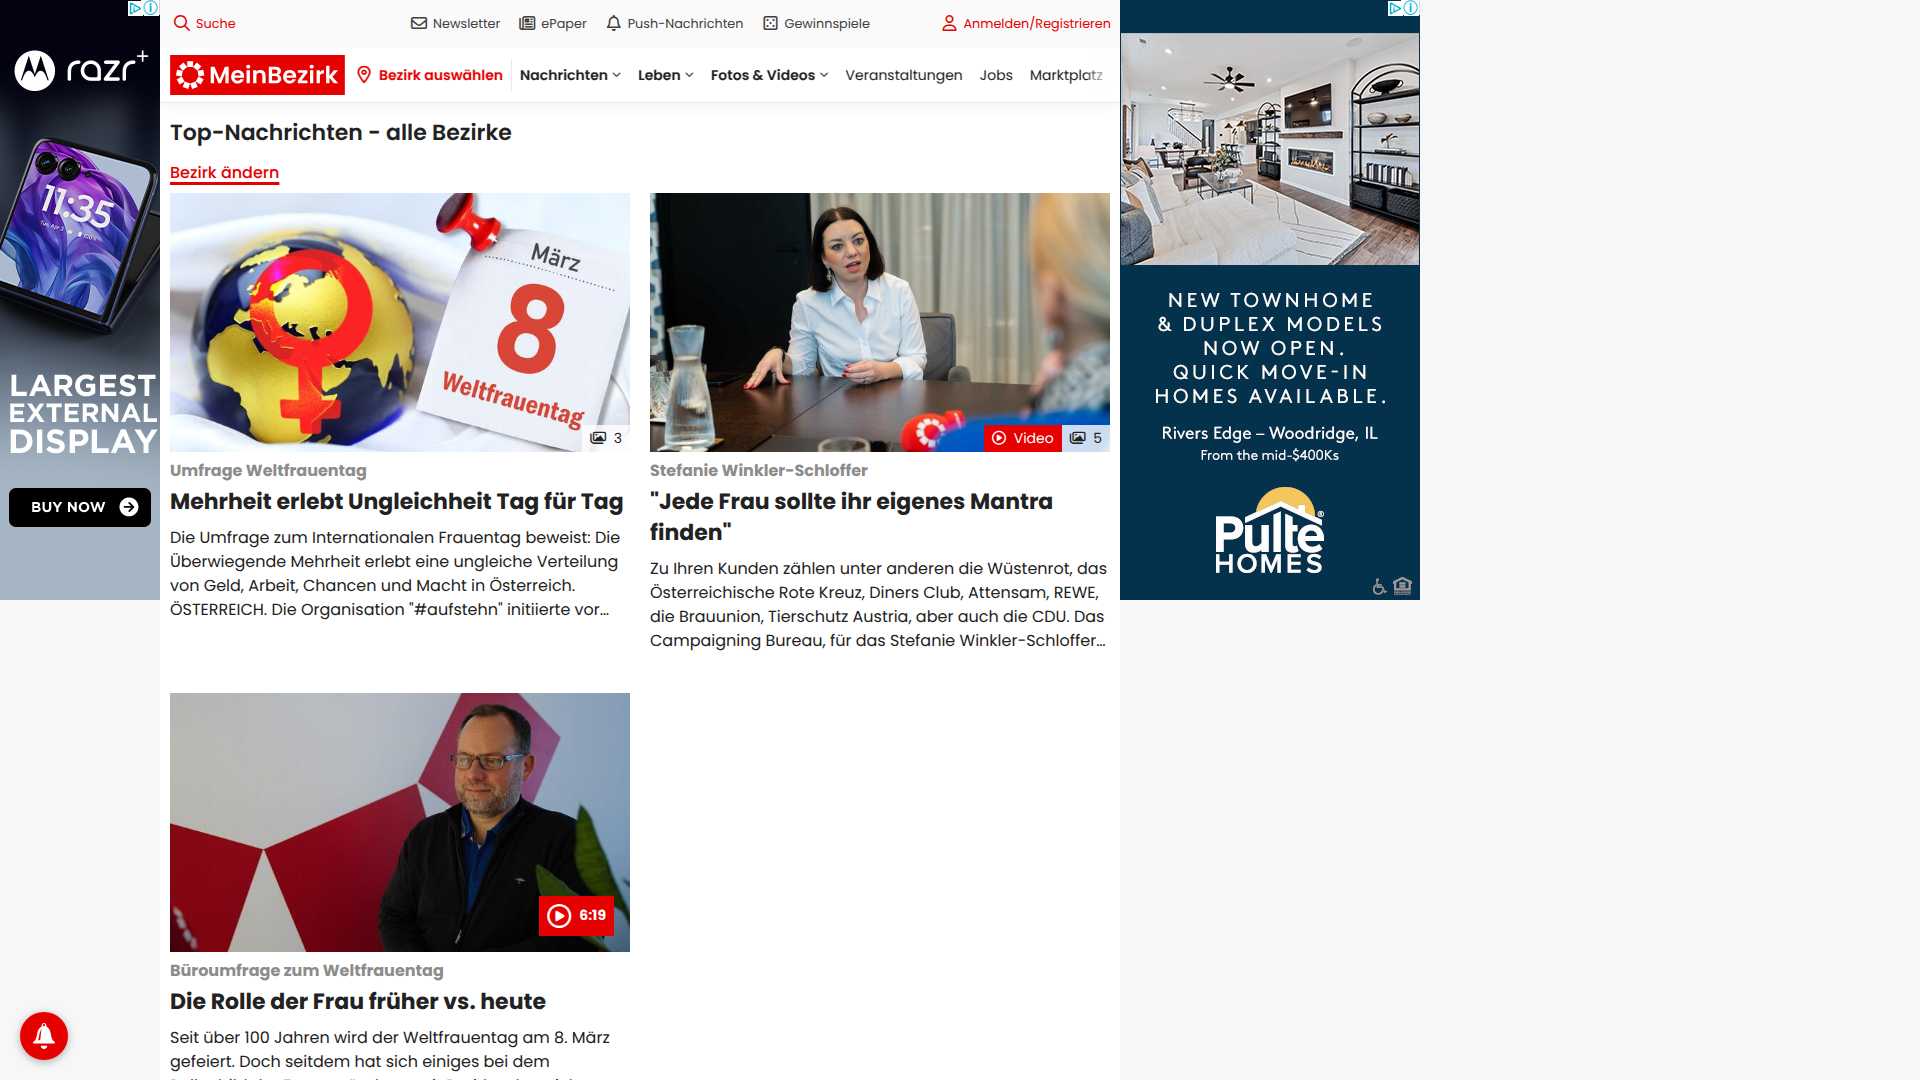 Suche
Newsletter
ePaper
Push-Nachrichten
Gewinnspiele
Anmelden/Registrieren
MeinBezirk
Bezirk auswählen
Nachrichten
Leben
Fotos & Videos
Veranstaltungen
Jobs
Marktplatz
Top-Nachrichten - alle Bezirke
Bezirk ändern
März
8
Weltfrauentag
3
Umfrage Weltfrauentag
Mehrheit erlebt Ungleichheit Tag für Tag
Die Umfrage zum Internationalen Frauentag beweist: Die
Überwiegende Mehrheit erlebt eine ungleiche Verteilung
von Geld, Arbeit, Chancen und Macht in Österreich.
ÖSTERREICH. Die Organisation "#aufstehn" initiierte vor...
Video
5
Stefanie Winkler-Schloffer
"Jede Frau sollte ihr eigenes Mantra
finden"
Zu Ihren Kunden zählen unter anderen die Wüstenrot, das
Österreichische Rote Kreuz, Diners Club, Attensam, REWE,
die Brauunion, Tierschutz Austria, aber auch die CDU. Das
Campaigning Bureau, für das Stefanie Winkler-Schloffer...
6:19
Büroumfrage zum Weltfrauentag
Die Rolle der Frau früher vs. heute
Seit über 100 Jahren wird der Weltfrauentag am 8. März
gefeiert. Doch seitdem hat sich einiges bei dem
razr+
11:35
LARGEST
EXTERNAL
DISPLAY
BUY NOW
NEW TOWNHOME
& DUPLEX MODELS
NOW OPEN.
QUICK MOVE-IN
HOMES AVAILABLE.
Rivers Edge – Woodridge, IL
From the mid-$400Ks
Pulte®
HOMES